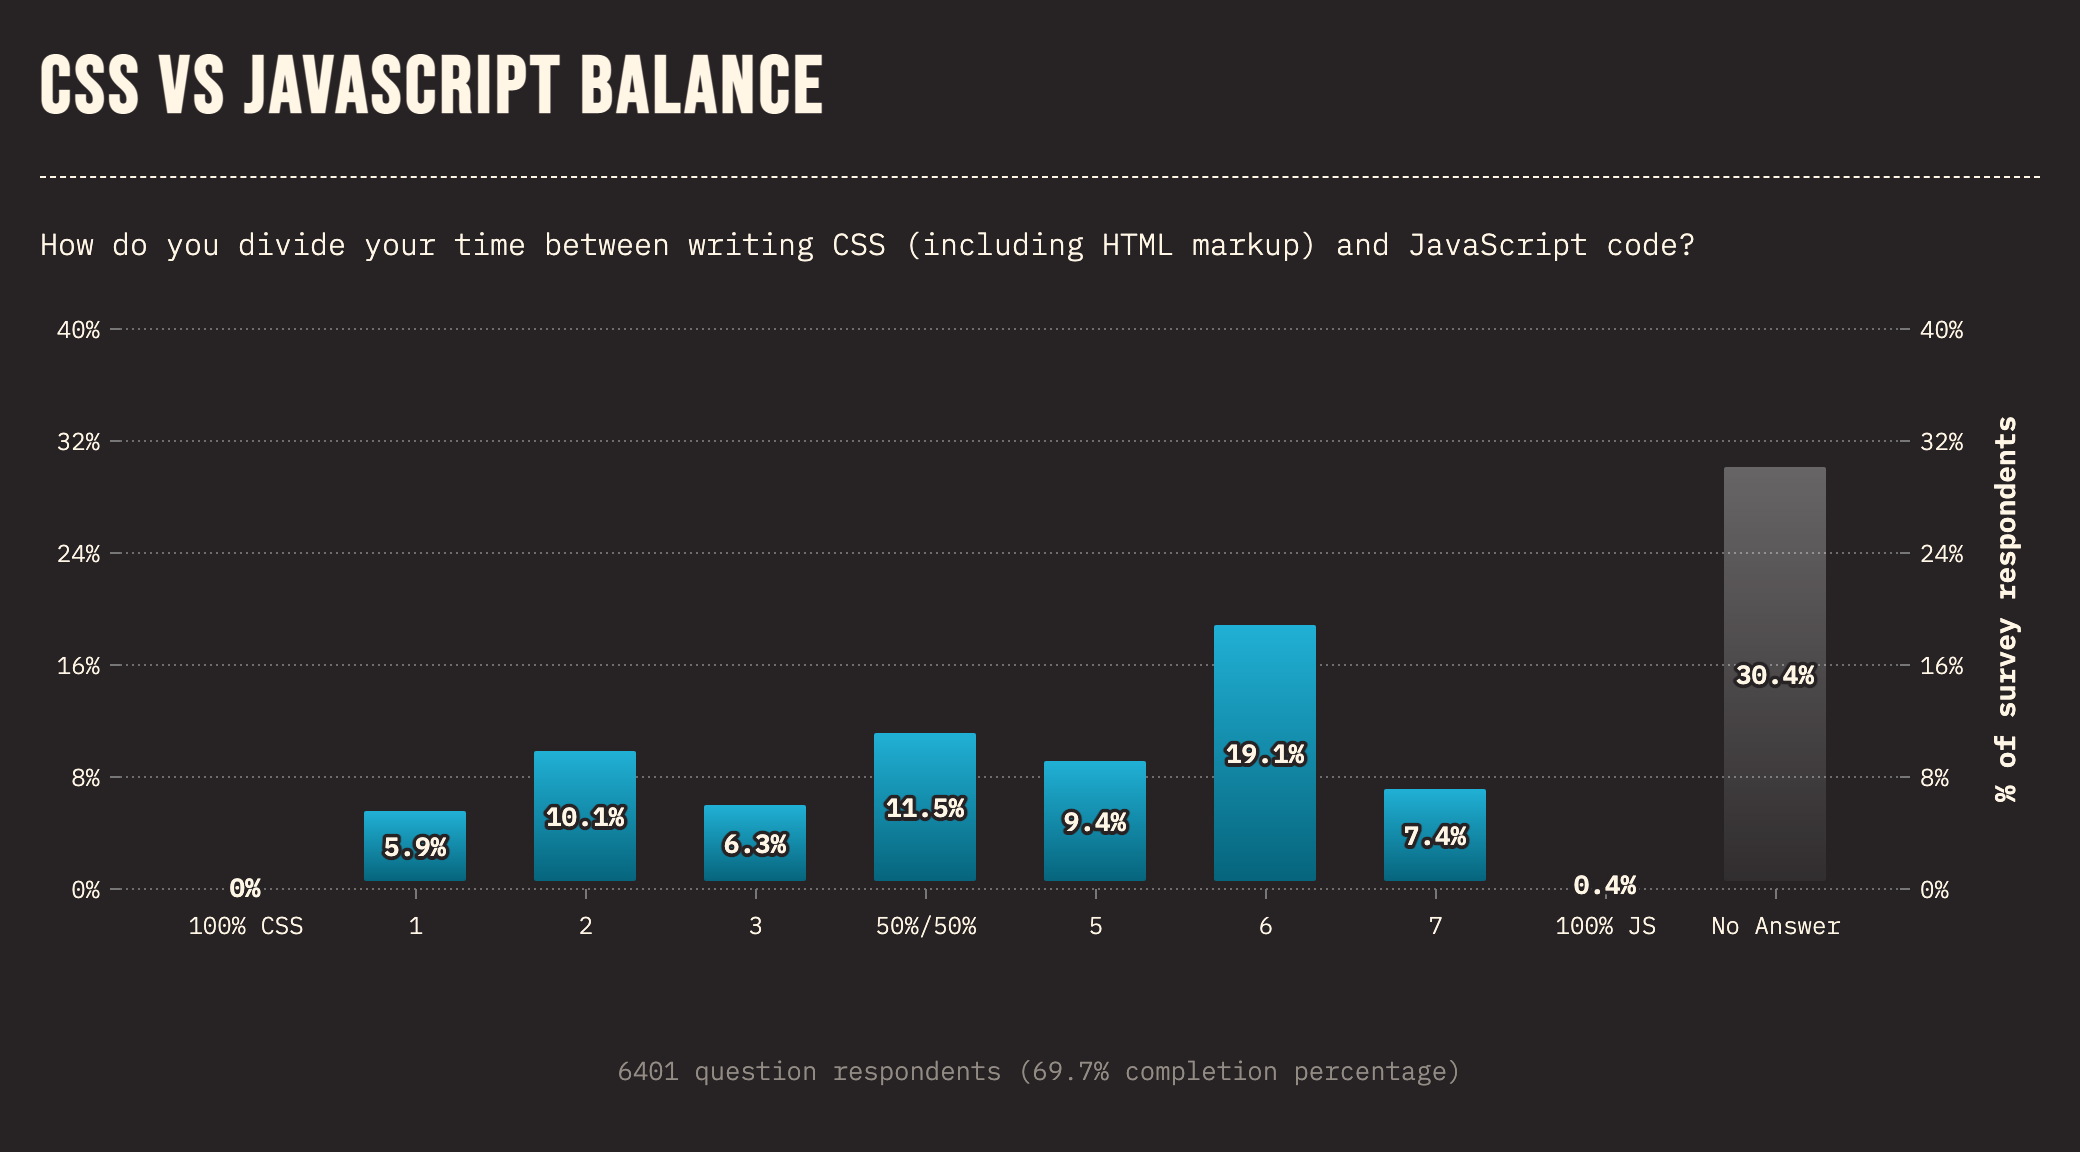 CSS VS JAVASCRIPT BALANCE
How do you divide your time between writing CSS (including HTML markup) and JavaScript code?
40% 40%
32% 32%
24% 24%
16% 16%
8% 8%
0% 0%
% of survey respoudeuts
0% 5.9% 10.1% 6.3% 11.5% 9.4% 19.1% 7.4% 0.4% 30.4%
100% CSS 1 2 3 50%/50% 5 6 7 100% JS No Answer
6401 question respondents (69.7% completion percentage)